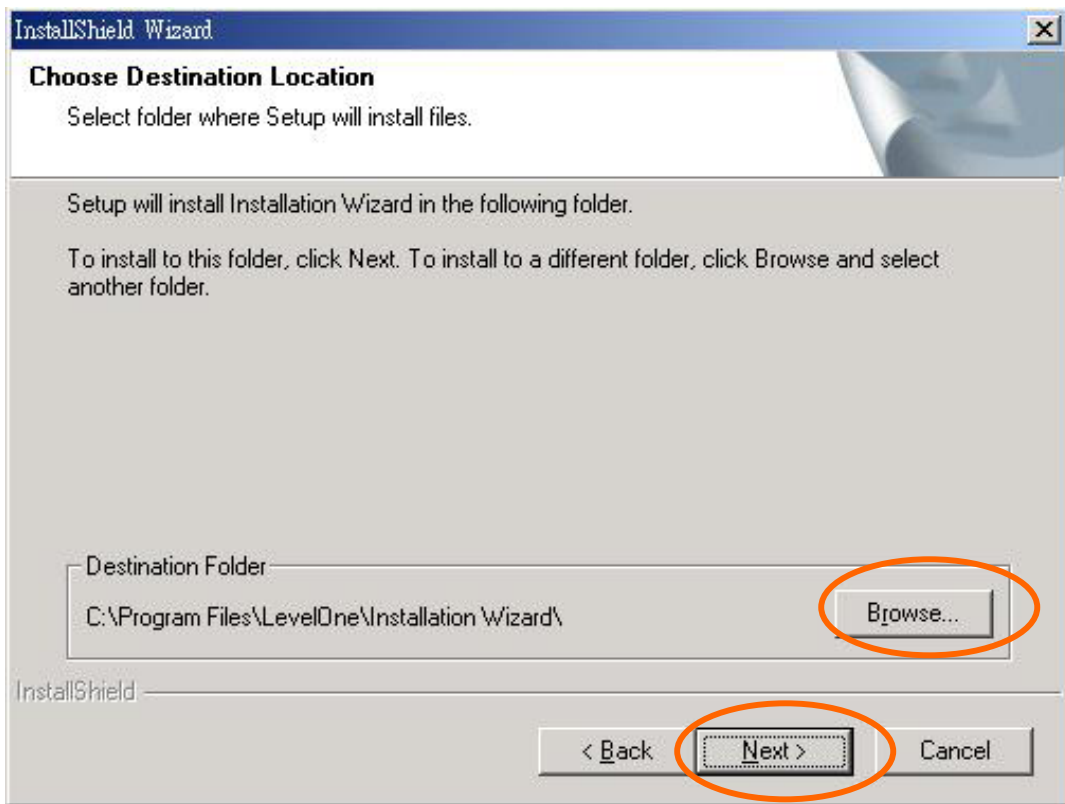 InstallShield Wizard
Choose Destination Location
Select folder where Setup will install files.
Setup will install Installation Wizard in the following folder.
To install to this folder, click Next. To install to a different folder, click Browse and select
another folder.
Destination Folder
C:\Program Files\LevelOne\Installation Wizard\
Browse...
InstallShield
< Back
Next >
Cancel